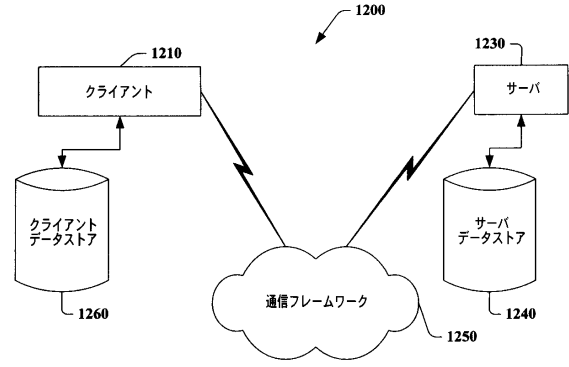 1200
1210
クライアント
1230
サーバ
クライアント
データストア
サーバ
データストア
通信フレームワーク
1260
1250
1240